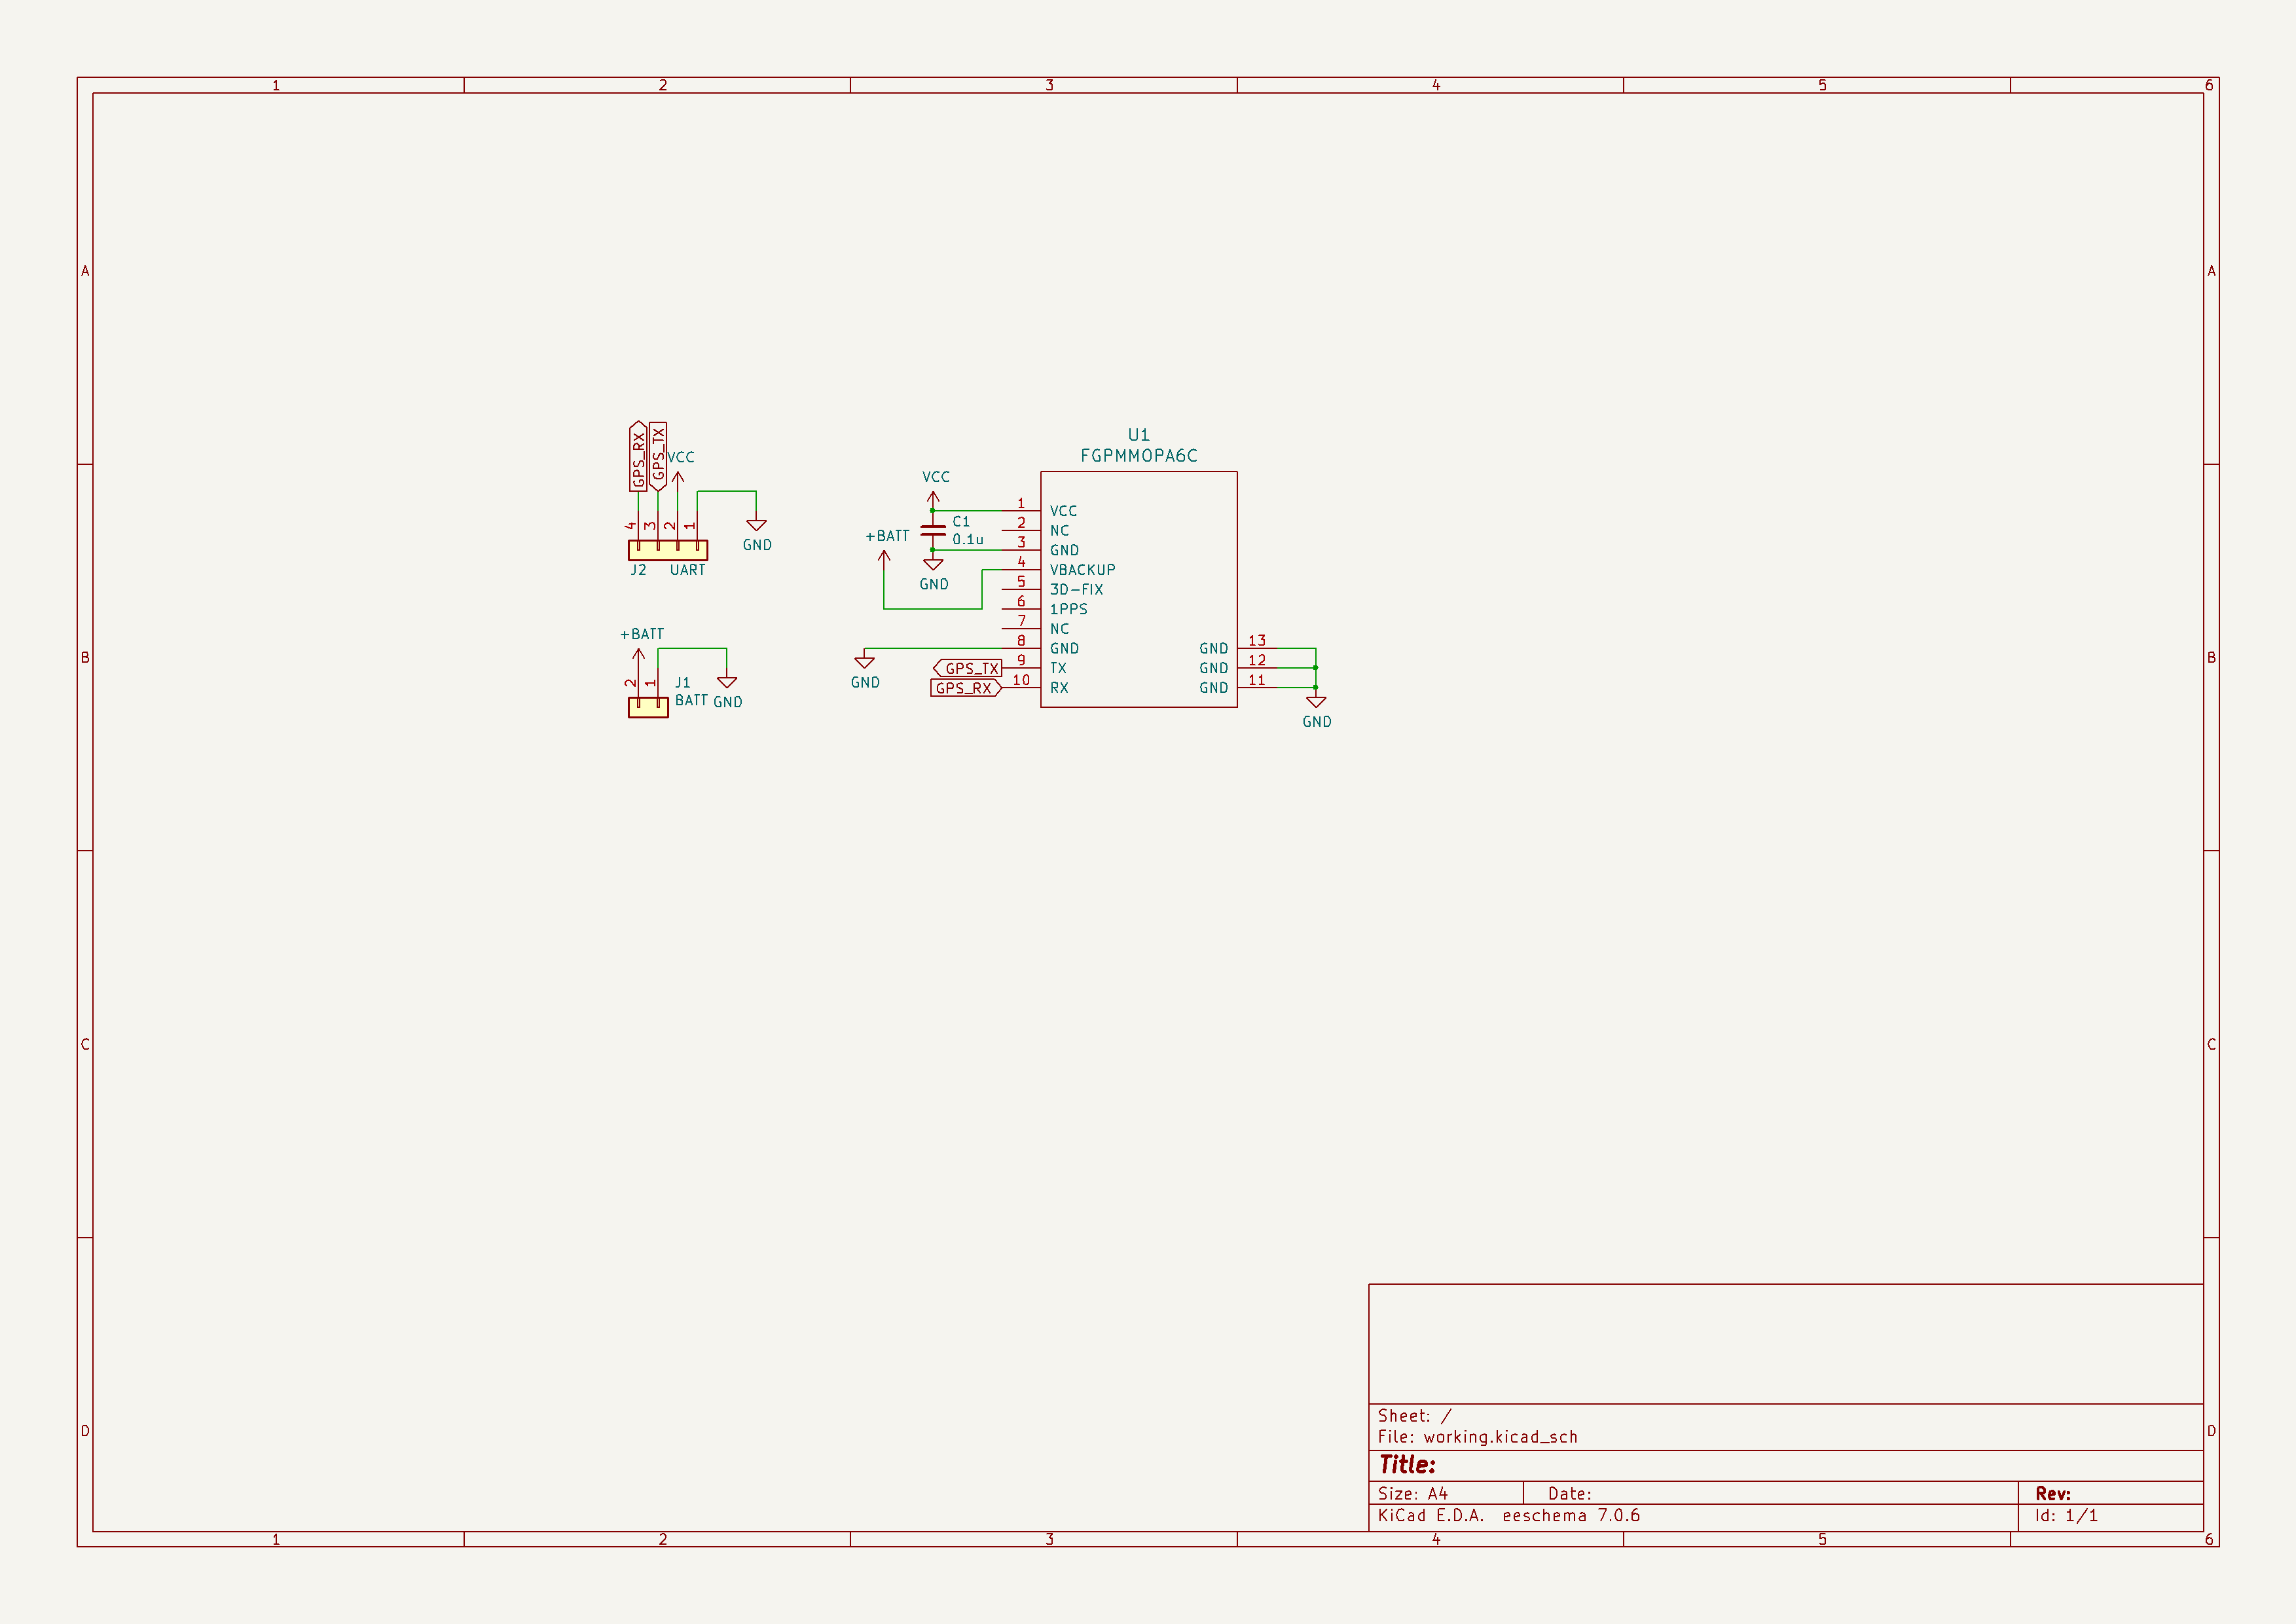 1 2 3 4 5 6
A A
GPS_RX
GPS_TX
VCC
4 3 2 1
GND
J2 UART
+BATT
2 1
J1
BATT
GND
U1
FGPMMOPA6C
VCC
C1
0.1u
GND
+BATT
1 VCC
2 NC
3 GND
4 VBACKUP
5 3D-FIX
6 1PPS
7 NC
8 GND
9 TX
10 RX
GND
GPS_TX
GPS_RX
GND 13
GND 12
GND 11
GND
B B
C C
D D
Sheet: /
File: working.kicad_sch
Title:
Size: A4 Date: Rev:
KiCad E.D.A. eeschema 7.0.6 Id: 1/1
1 2 3 4 5 6